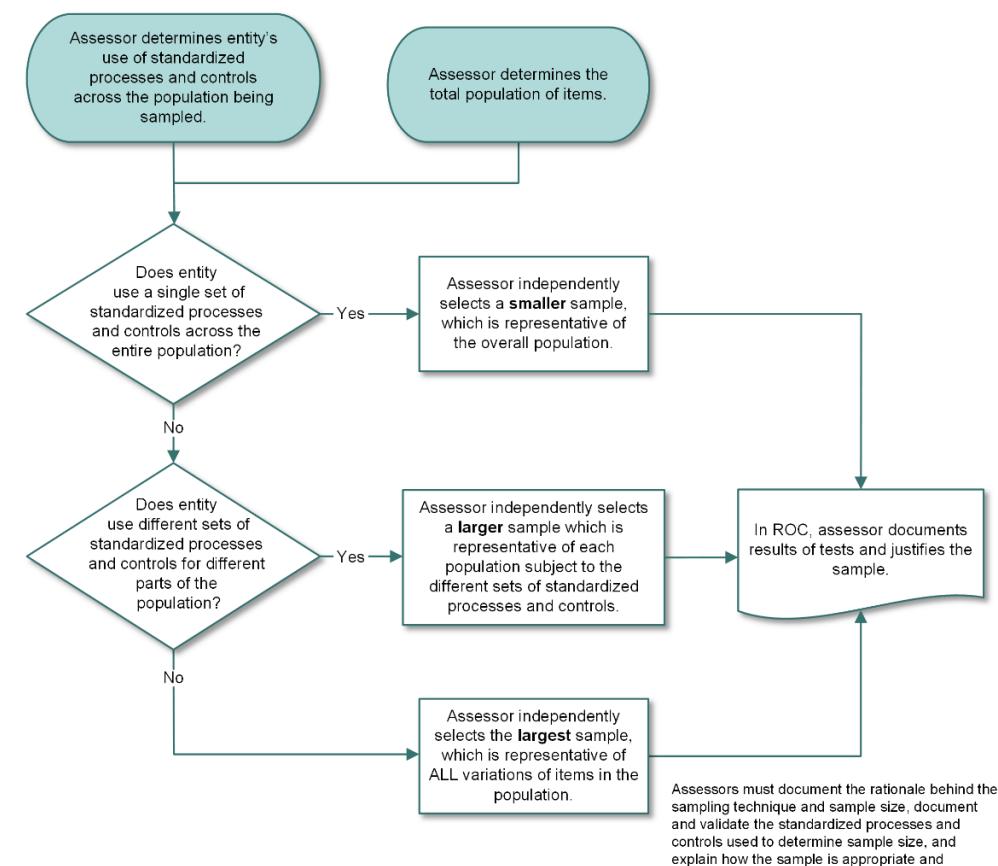 Assessor determines entity's
use of standardized
processes and controls
across the population being
sampled.
Assessor determines the
total population of items.
Does entity
use a single set of
standardized processes
and controls across the
entire population?
Yes
Assessor independently
selects a smaller sample,
which is representative of
the overall population.
No
Does entity
use different sets of
standardized processes
and controls for different
parts of the
population?
Yes
Assessor independently selects
a larger sample which is
representative of each
population subject to the
different sets of standardized
processes and controls.
In ROC, assessor documents
results of tests and justifies the
sample.
No
Assessor independently
selects the largest sample,
which is representative of
ALL variations of items in the
population.
Assessors must document the rationale behind the
sampling technique and sample size, document
and validate the standardized processes and
controls used to determine sample size, and
explain how the sample is appropriate and